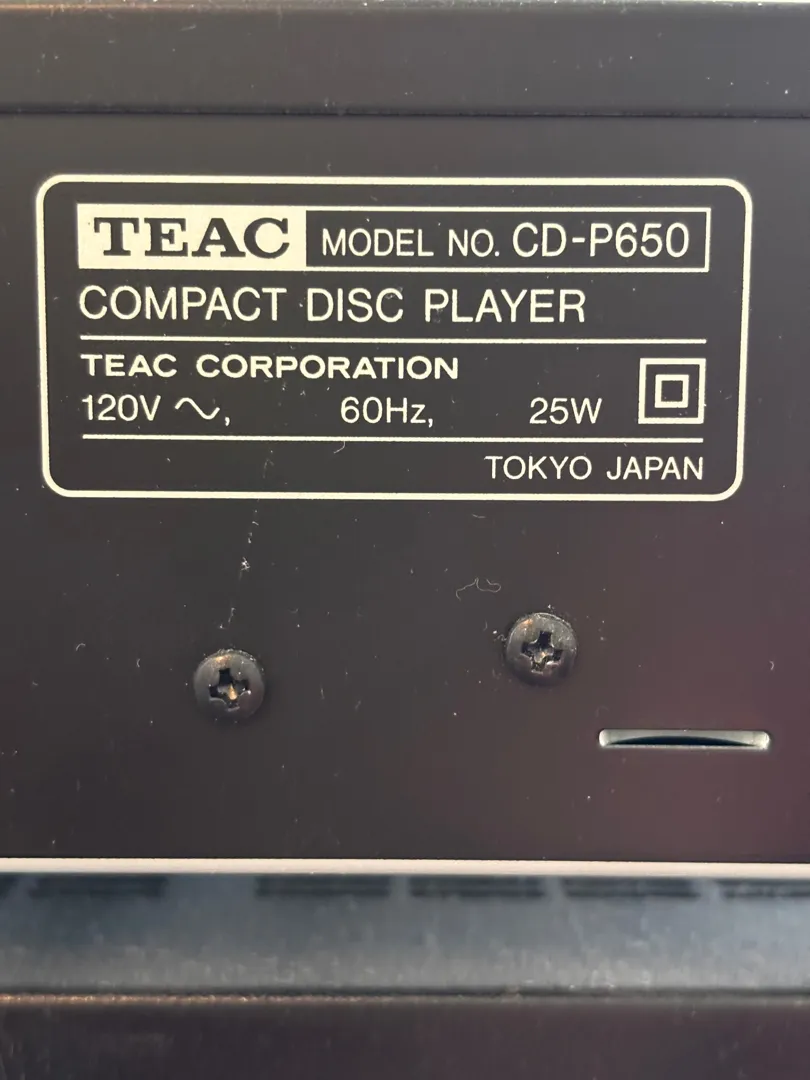 TEAC MODEL NO. CD-P650
COMPACT DISC PLAYER
TEAC CORPORATION
120V ∿, 60Hz, 25W
TOKYO JAPAN